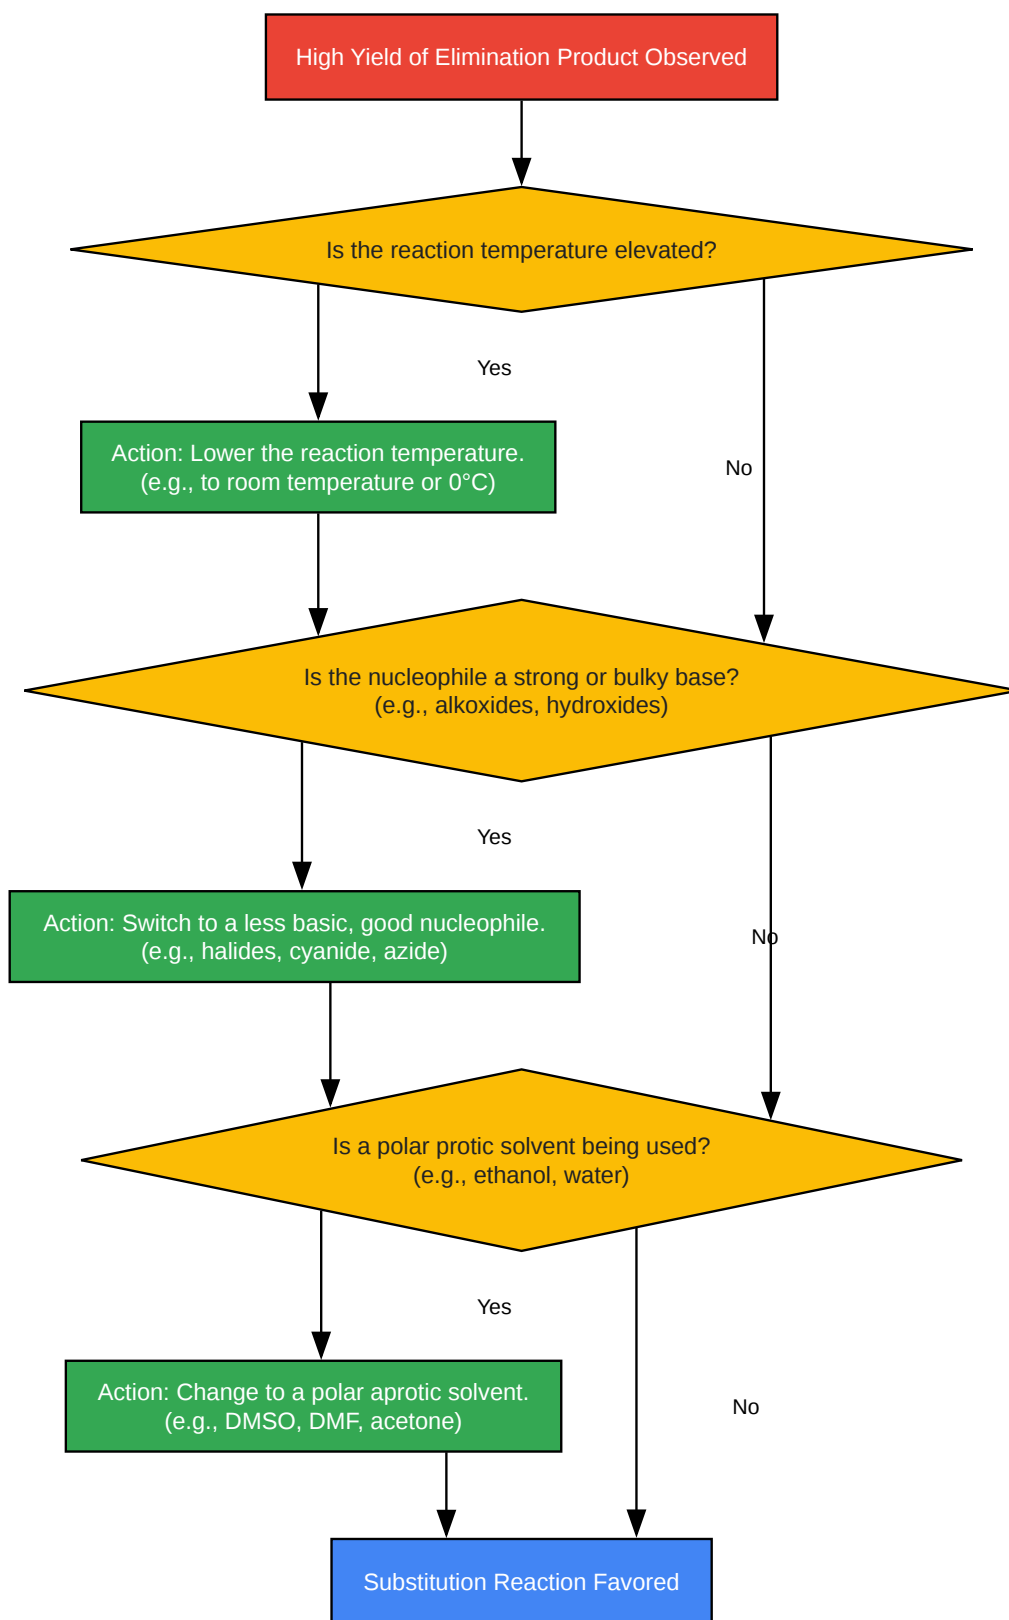 High Yield of Elimination Product Observed
Is the reaction temperature elevated?
Yes
Action: Lower the reaction temperature.
(e.g., to room temperature or 0°C)
No
Is the nucleophile a strong or bulky base?
(e.g., alkoxides, hydroxides)
Yes
Action: Switch to a less basic, good nucleophile.
(e.g., halides, cyanide, azide)
No
Is a polar protic solvent being used?
(e.g., ethanol, water)
Yes
Action: Change to a polar aprotic solvent.
(e.g., DMSO, DMF, acetone)
No
Substitution Reaction Favored